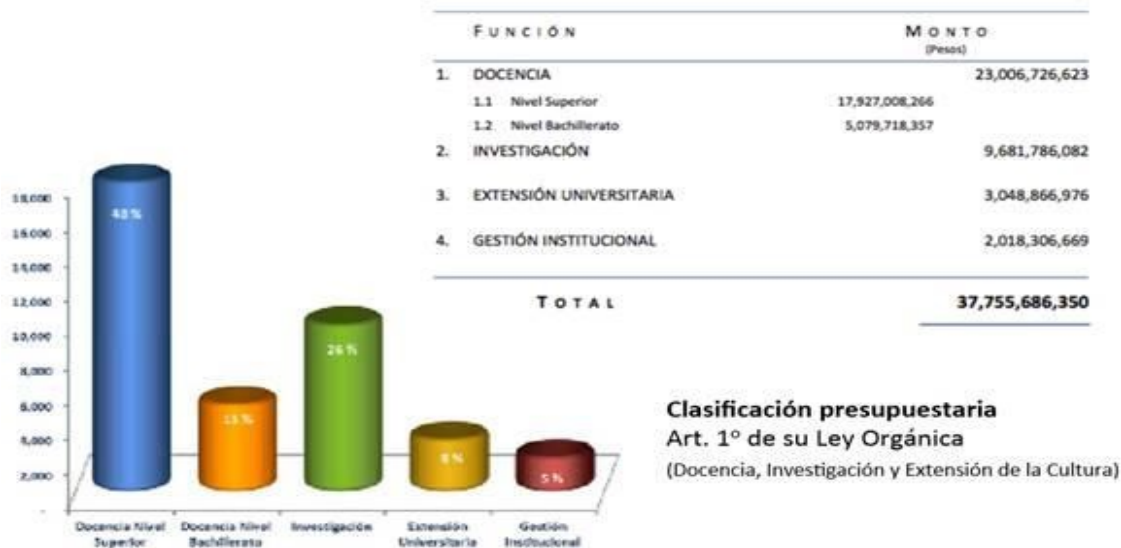 FUNCIÓN MONTO
(Pesos)
1. DOCENCIA 23,006,726,623
1.1 Nivel Superior 17,927,008,266
1.2 Nivel Bachillerato 5,079,718,357
2. INVESTIGACIÓN 9,681,786,082
3. EXTENSIÓN UNIVERSITARIA 3,048,866,976
4. GESTIÓN INSTITUCIONAL 2,018,306,669
TOTAL 37,755,686,350
18,000
16,000
14,000
12,000
10,000
8,000
6,000
4,000
2,000
-
48 %
13 %
26 %
8 %
5 %
Docencia Nivel Superior
Docencia Nivel Bachillerato
Investigación
Extensión Universitaria
Gestión Institucional
Clasificación presupuestaria
Art. 1º de su Ley Orgánica
(Docencia, Investigación y Extensión de la Cultura)